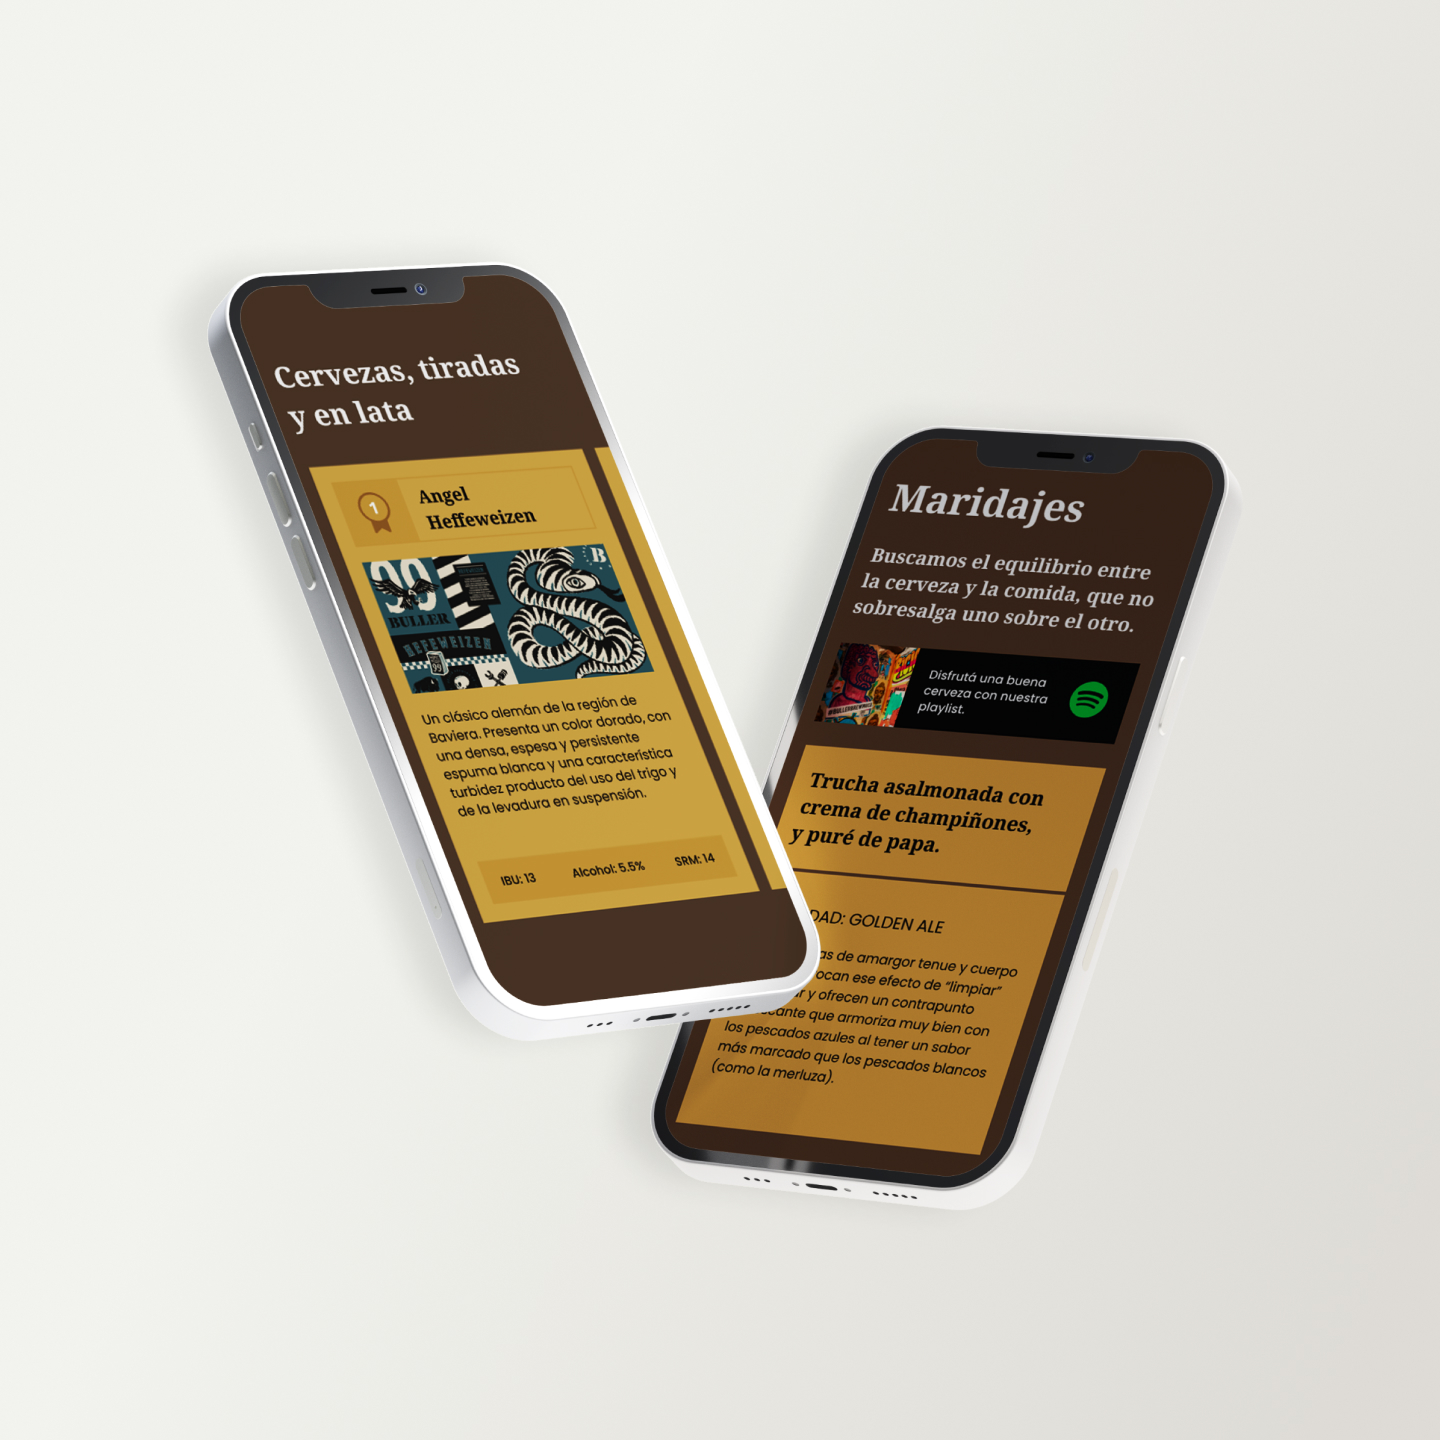 Cervezas, tiradas
y en lata
1
Angel
Heffeweizen
99
BULLER
HEFEWEIZEN
99
B
Un clásico alemán de la región de
Baviera. Presenta un color dorado, con
una densa, espesa y persistente
espuma blanca y una característica
turbidez producto del uso del trigo y
de la levadura en suspensión.
IBU: 13
Alcohol: 5.5%
SRM: 14
Maridajes
Buscamos el equilibrio entre
la cerveza y la comida, que no
sobresalga uno sobre el otro.
Disfrutá una buena
cerveza con nuestra
playlist.
Trucha asalmonada con
crema de champiñones,
y puré de papa.
DAD: GOLDEN ALE
as de amargor tenue y cuerpo
ocan ese efecto de “limpiar”
ar y ofrecen un contrapunto
cante que armoriza muy bien con
los pescados azules al tener un sabor
más marcado que los pescados blancos
(como la merluza).